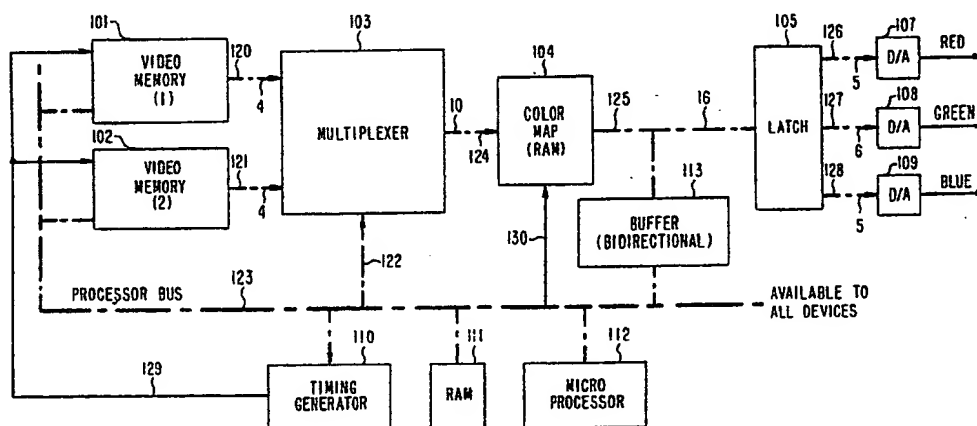 101
VIDEO
MEMORY
(1)
120
4
102
VIDEO
MEMORY
(2)
121
4
103
MULTIPLEXER
10
124
104
COLOR
MAP
(RAM)
125
16
105
LATCH
126
5
107
D/A
RED
127
6
108
D/A
GREEN
128
5
109
D/A
BLUE
113
BUFFER
(BIDIRECTIONAL)
122
130
PROCESSOR BUS
123
AVAILABLE TO
ALL DEVICES
129
110
TIMING
GENERATOR
111
RAM
112
MICRO
PROCESSOR